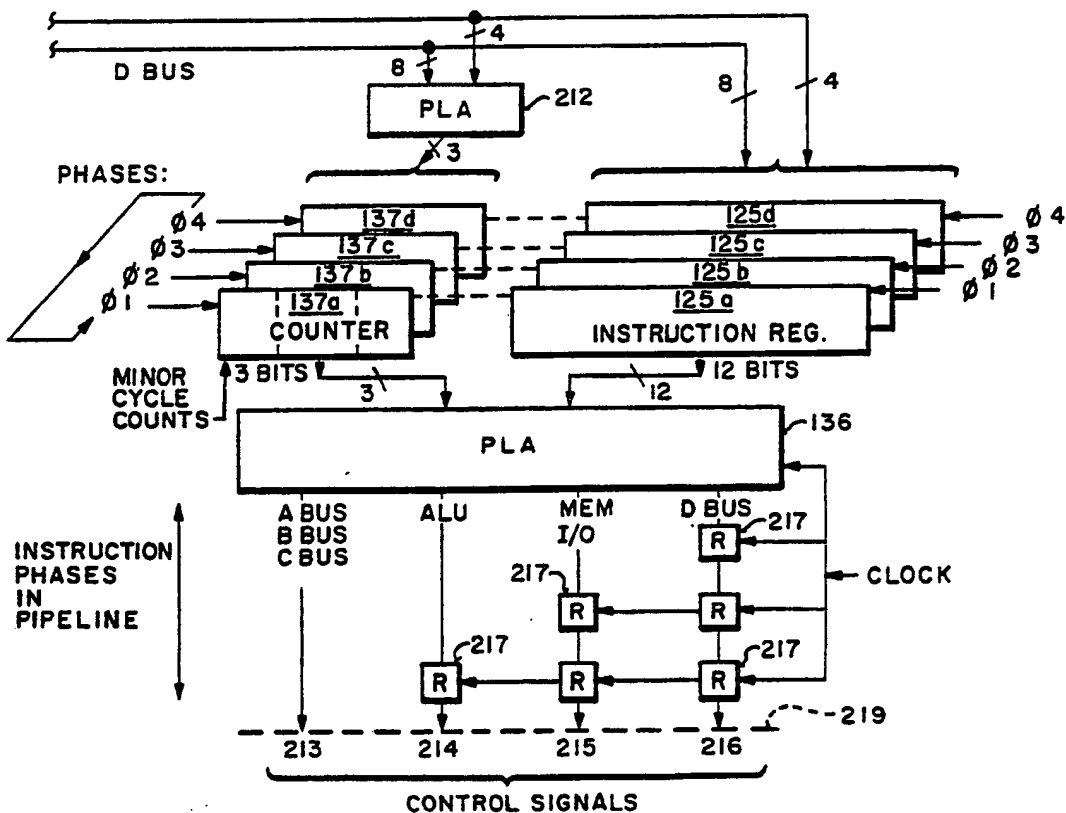 4
8
D BUS
8
4
PLA
212
3
PHASES:
Ø4
137d
125d
Ø4
Ø3
137c
125c
Ø3
Ø2
137b
125b
Ø2
Ø1
137a
125a
Ø1
COUNTER
INSTRUCTION REG.
MINOR
CYCLE
COUNTS
3 BITS
3
12
12 BITS
PLA
136
A BUS
B BUS
C BUS
ALU
MEM
I/O
D BUS
R
217
INSTRUCTION
PHASES
IN
PIPELINE
CLOCK
217
R
R
217
R
R
R
217
219
213
214
215
216
CONTROL SIGNALS